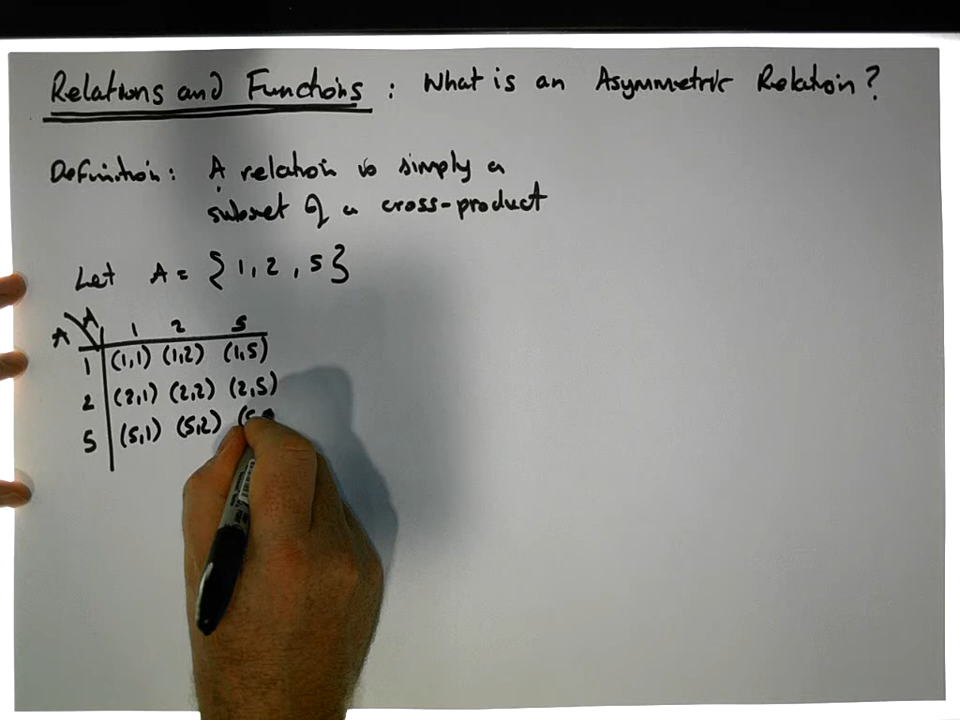 Relations and Functions : What is an Asymmetric Relation?
Definition: A relation is simply a
subset of a cross-product
Let A = {1, 2, 5}
A A 1 2 5
1 (1,1) (1,2) (1,5)
2 (2,1) (2,2) (2,5)
5 (5,1) (5,2) (5